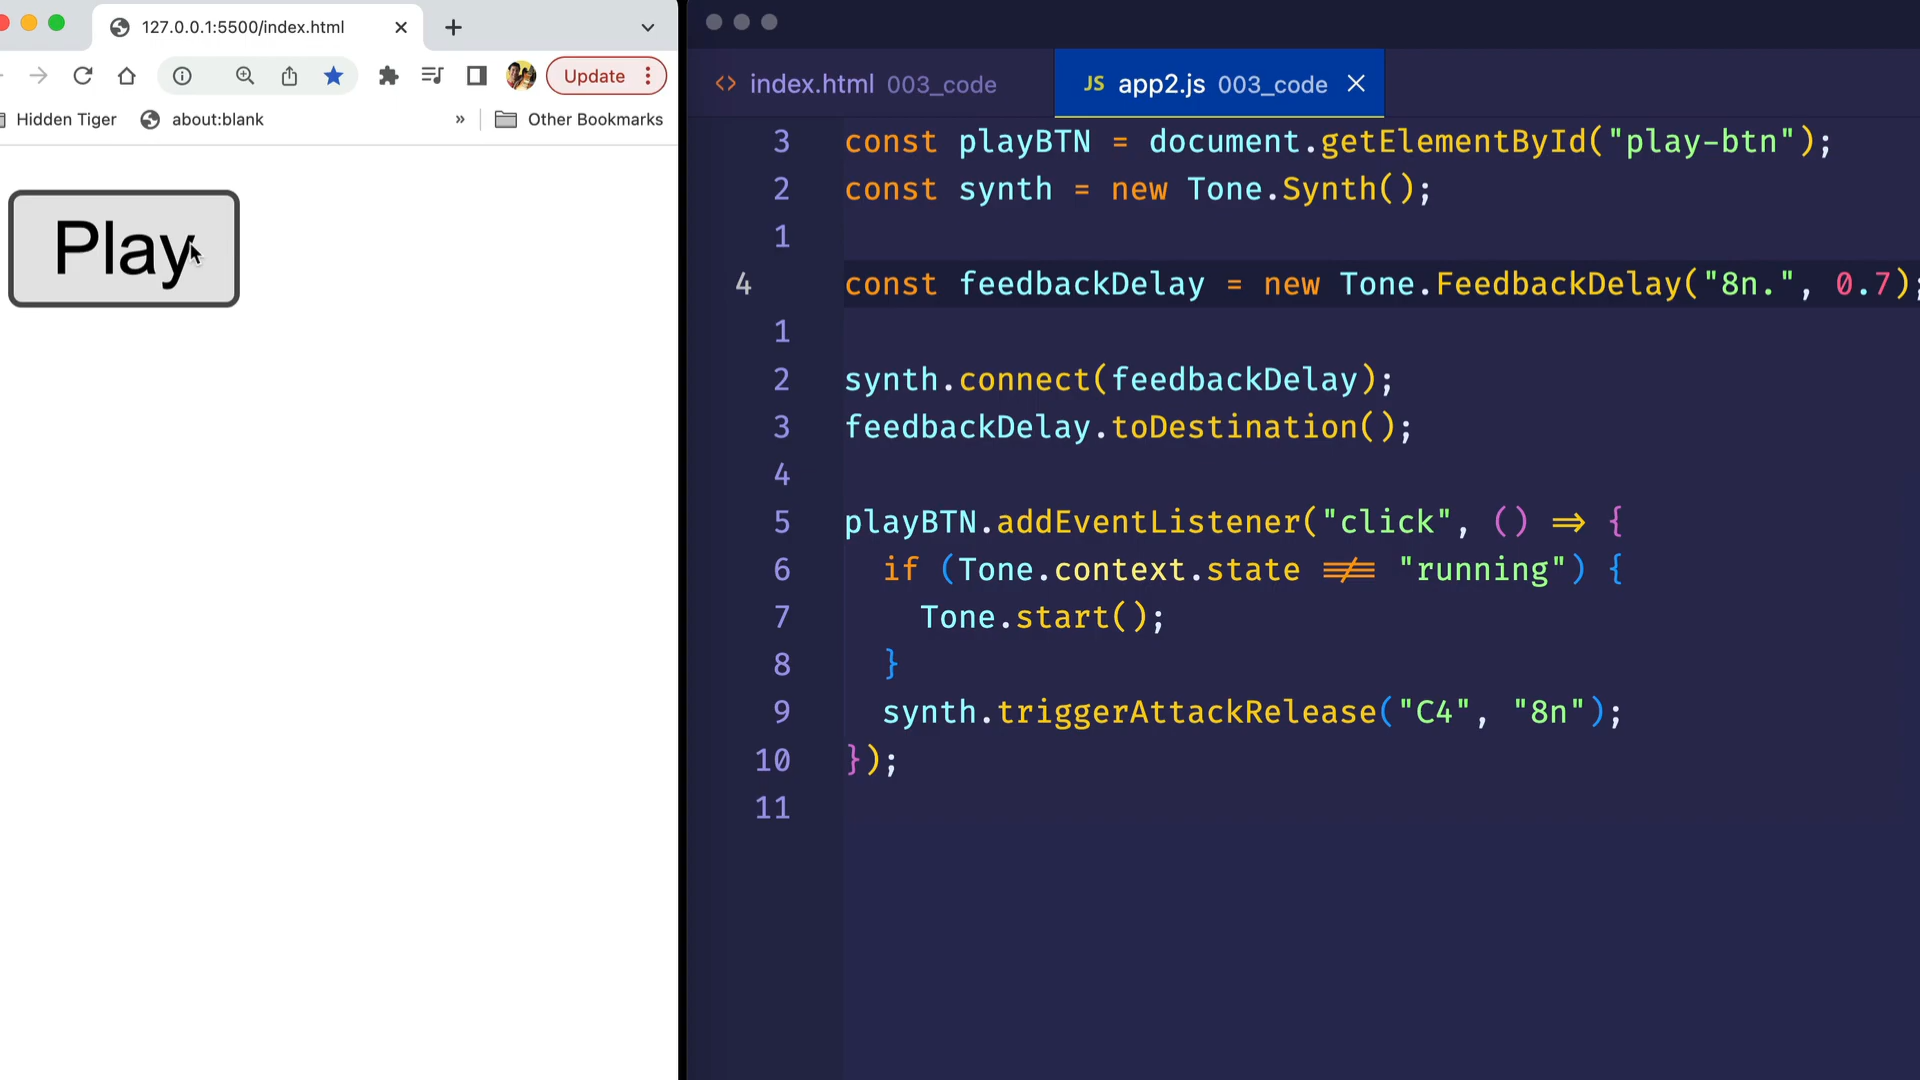 127.0.0.1:5500/index.html
Update
Hidden Tiger
about:blank
»
Other Bookmarks
Play
<> index.html 003_code
JS app2.js 003_code
3 const playBTN = document.getElementById("play-btn");
2 const synth = new Tone.Synth();
1
4 const feedbackDelay = new Tone.FeedbackDelay("8n.", 0.7);
1
2 synth.connect(feedbackDelay);
3 feedbackDelay.toDestination();
4
5 playBTN.addEventListener("click", () => {
6 if (Tone.context.state !== "running") {
7 Tone.start();
8 }
9 synth.triggerAttackRelease("C4", "8n");
10 });
11